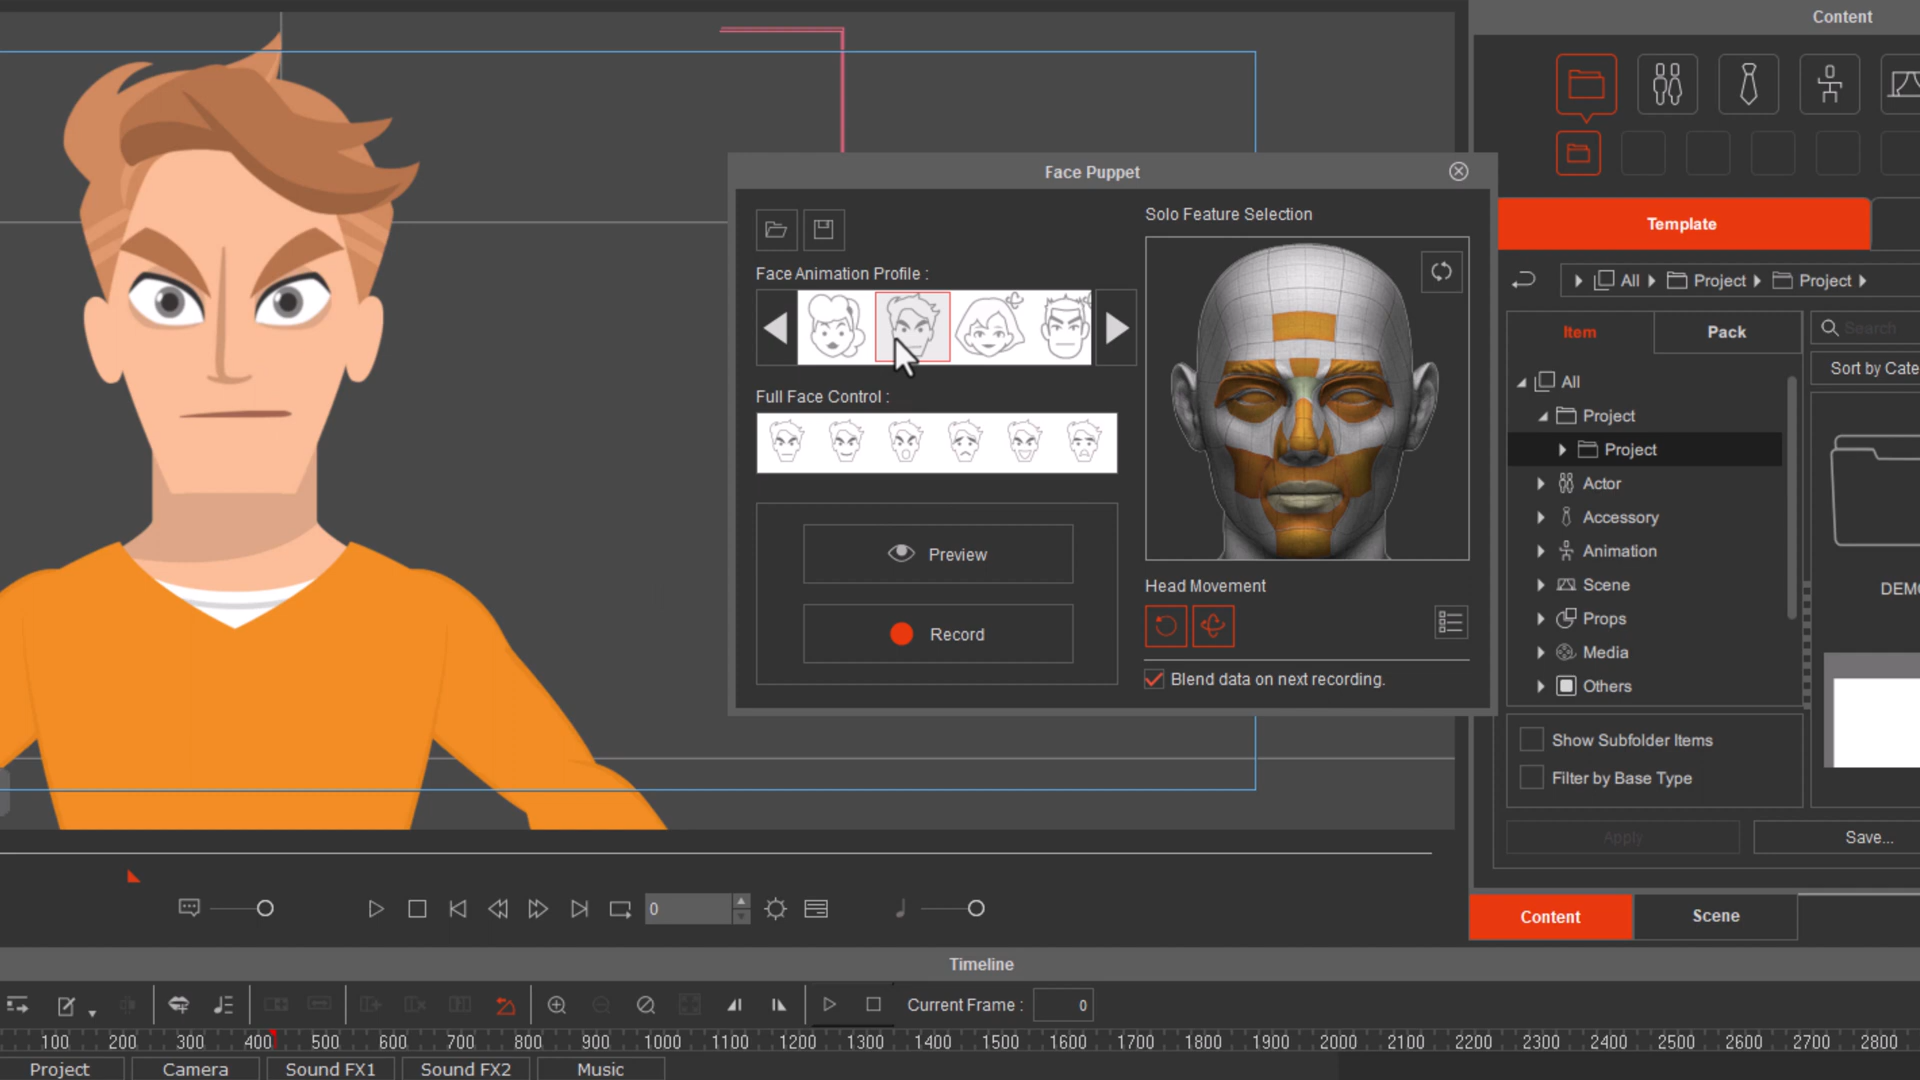 Content
Face Puppet
Solo Feature Selection
Face Animation Profile :
Full Face Control :
Preview
Record
Head Movement
Blend data on next recording.
Template
All
Project
Project
Item
Pack
Search
Sort by Cate
All
Project
Project
Actor
Accessory
Animation
Scene
Props
Media
Others
DEMO
Show Subfolder Items
Filter by Base Type
Apply
Save...
Content
Scene
0
Timeline
Current Frame :
0
100 200 300 400 500 600 700 800 900 1000 1100 1200 1300 1400 1500 1600 1700 1800 1900 2000 2100 2200 2300 2400 2500 2600 2700 2800
Project
Camera
Sound FX1
Sound FX2
Music